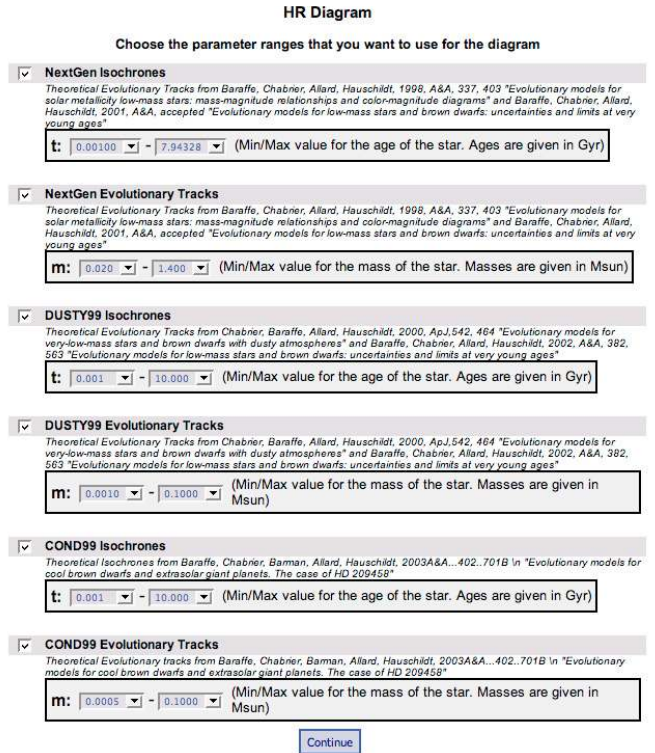 HR Diagram
Choose the parameter ranges that you want to use for the diagram
NextGen Isochrones
Theoretical Evolutionary Tracks from Baraffe, Chabrier, Allard, Hauschildt, 1998, A&A, 337, 403 "Evolutionary models for
solar metallicity low-mass stars: mass-magnitude relationships and color-magnitude diagrams" and Baraffe, Chabrier, Allard,
Hauschildt, 2001, A&A, accepted "Evolutionary models for low-mass stars and brown dwarfs: uncertainties and limits at very
young ages"
t: 0.00100 - 7.94328 (Min/Max value for the age of the star. Ages are given in Gyr)
NextGen Evolutionary Tracks
Theoretical Evolutionary Tracks from Baraffe, Chabrier, Allard, Hauschildt, 1998, A&A, 337, 403 "Evolutionary models for
solar metallicity low-mass stars: mass-magnitude relationships and color-magnitude diagrams" and Baraffe, Chabrier, Allard,
Hauschildt, 2001, A&A, accepted "Evolutionary models for low-mass stars and brown dwarfs: uncertainties and limits at very
young ages"
m: 0.020 - 1.400 (Min/Max value for the mass of the star. Masses are given in Msun)
DUSTY99 Isochrones
Theoretical Evolutionary Tracks from Chabrier, Baraffe, Allard, Hauschildt, 2000, ApJ,542, 464 "Evolutionary models for
very-low-mass stars and brown dwarfs with dusty atmospheres" and Baraffe, Chabrier, Allard, Hauschildt, 2002, A&A, 382,
563 "Evolutionary models for low-mass stars and brown dwarfs: uncertainties and limits at very young ages"
t: 0.001 - 10.000 (Min/Max value for the age of the star. Ages are given in Gyr)
DUSTY99 Evolutionary Tracks
Theoretical Evolutionary Tracks from Chabrier, Baraffe, Allard, Hauschildt, 2000, ApJ,542, 464 "Evolutionary models for
very-low-mass stars and brown dwarfs with dusty atmospheres" and Baraffe, Chabrier, Allard, Hauschildt, 2002, A&A, 382,
563 "Evolutionary models for low-mass stars and brown dwarfs: uncertainties and limits at very young ages"
m: 0.0010 - 0.1000 (Min/Max value for the mass of the star. Masses are given in
Msun)
COND99 Isochrones
Theoretical Isochrones from Baraffe, Chabrier, Barman, Allard, Hauschildt, 2003A&A...402..701B \n "Evolutionary models for
cool brown dwarfs and extrasolar giant planets. The case of HD 209458"
t: 0.001 - 10.000 (Min/Max value for the age of the star. Ages are given in Gyr)
COND99 Evolutionary Tracks
Theoretical Evolutionary tracks from Baraffe, Chabrier, Barman, Allard, Hauschildt, 2003A&A...402..701B \n "Evolutionary
models for cool brown dwarfs and extrasolar giant planets. The case of HD 209458"
m: 0.0005 - 0.1000 (Min/Max value for the mass of the star. Masses are given in
Msun)
Continue